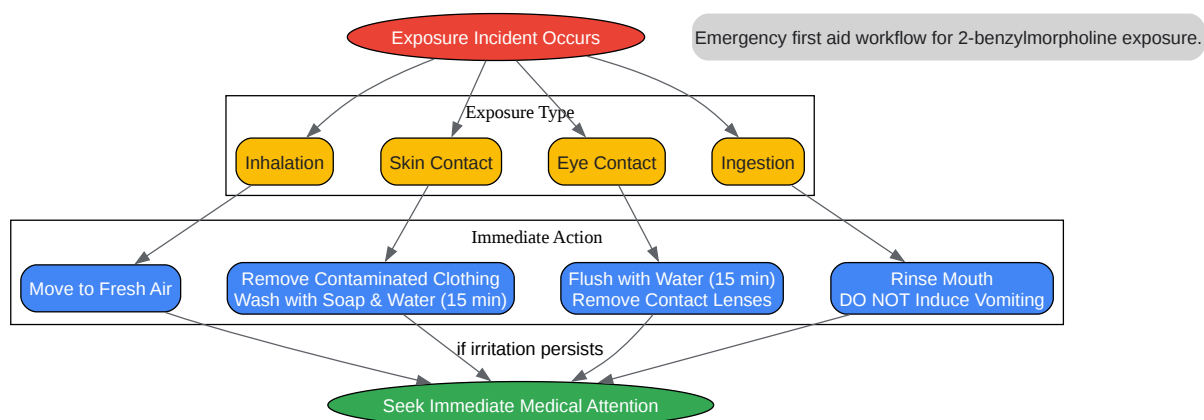 Exposure Incident Occurs
Emergency first aid workflow for 2-benzylmorpholine exposure.
Exposure Type
Inhalation
Skin Contact
Eye Contact
Ingestion
Immediate Action
Move to Fresh Air
Remove Contaminated Clothing
Wash with Soap & Water (15 min)
Flush with Water (15 min)
Remove Contact Lenses
Rinse Mouth
DO NOT Induce Vomiting
if irritation persists
Seek Immediate Medical Attention